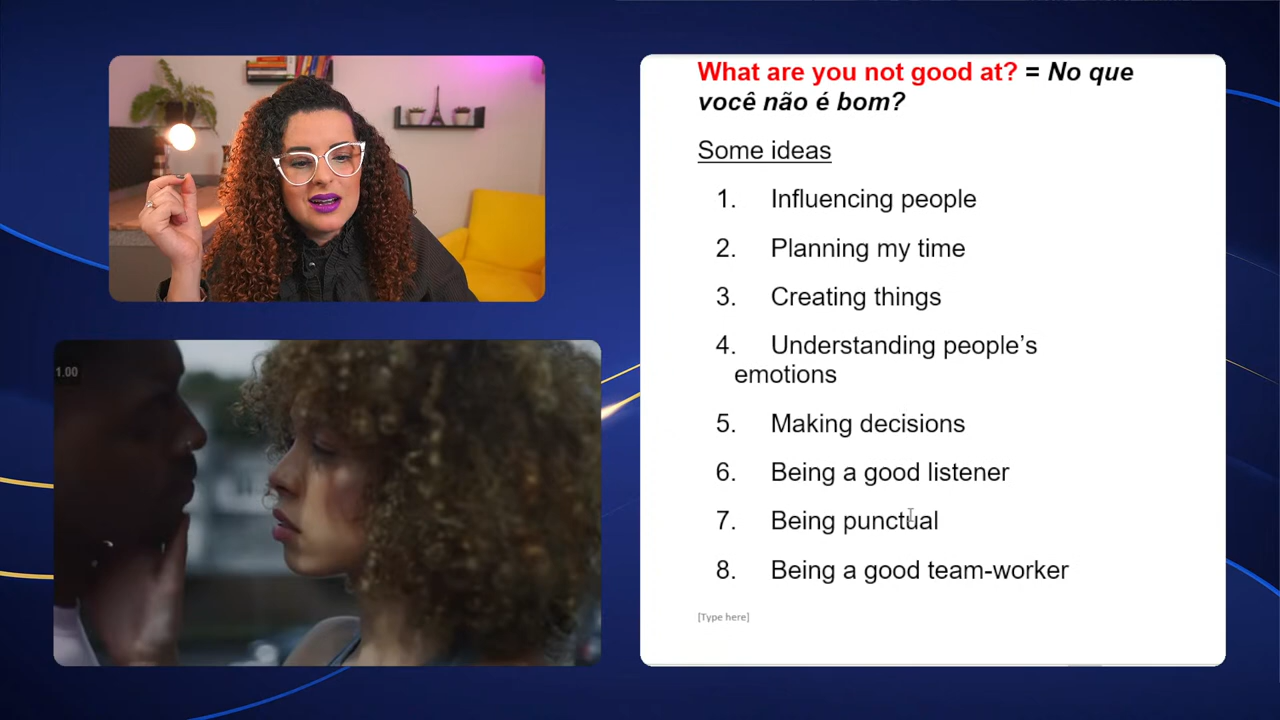 What are you not good at? = No que
você não é bom?
Some ideas
1. Influencing people
2. Planning my time
3. Creating things
4. Understanding people’s
emotions
5. Making decisions
6. Being a good listener
7. Being punctual
8. Being a good team-worker
[Type here]
1.00